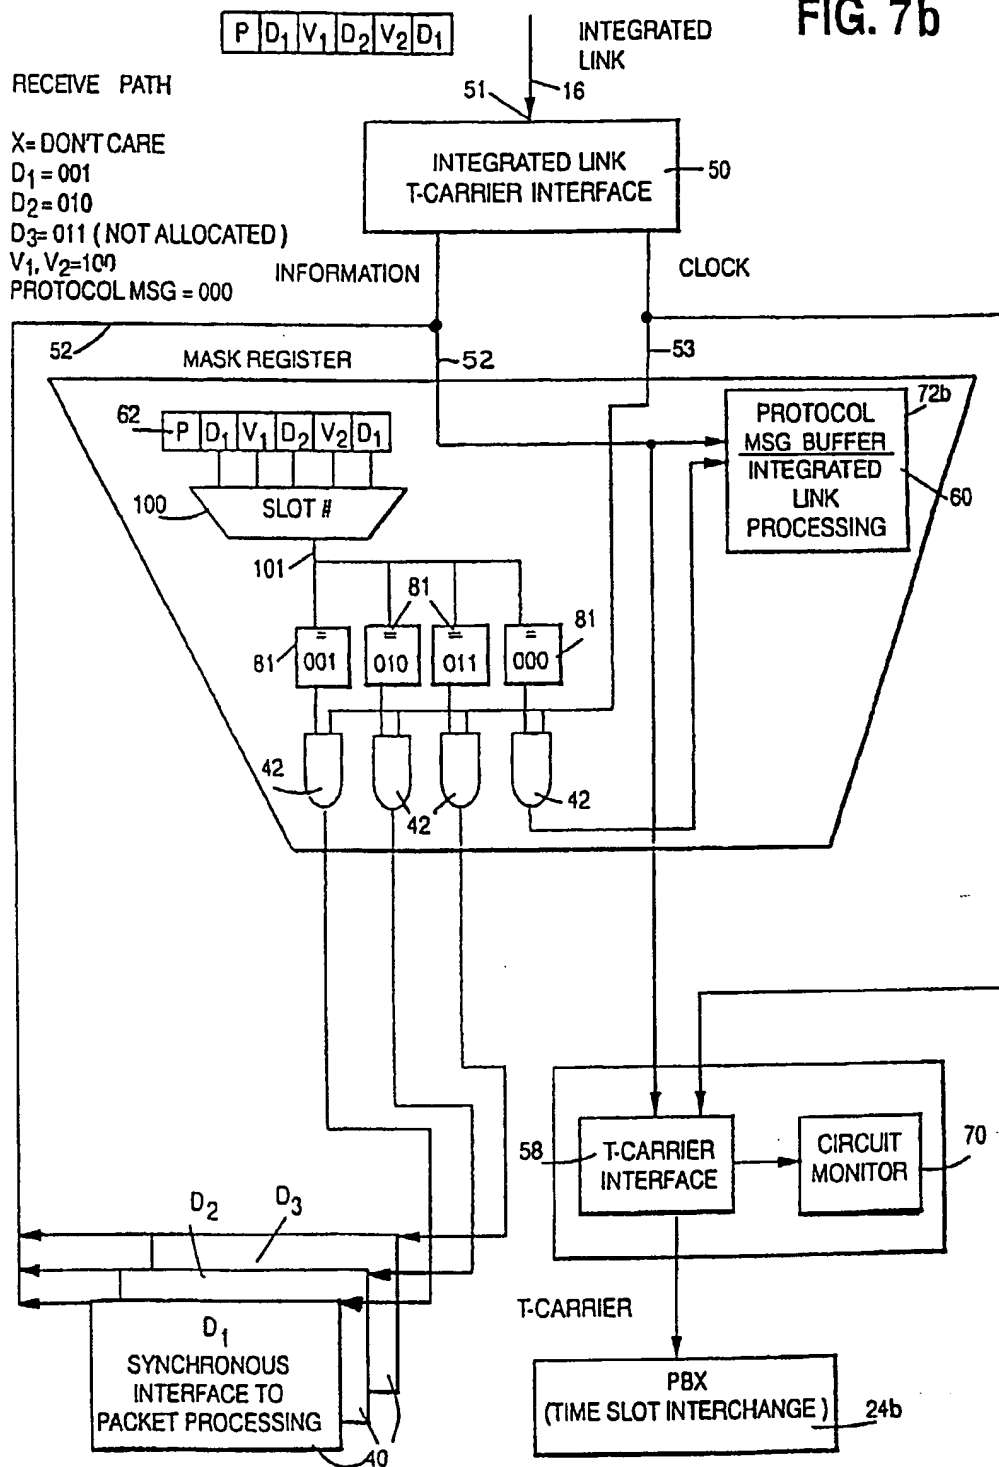 FIG. 7b
P D₁ V₁ D₂ V₂ D₁
INTEGRATED
LINK
16
51
RECEIVE PATH
X= DON'T CARE
D₁ = 001
D₂ = 010
D₃= 011 ( NOT ALLOCATED )
V₁, V₂=100
PROTOCOL MSG = 000
INTEGRATED LINK
T-CARRIER INTERFACE
50
INFORMATION
CLOCK
52
52
53
MASK REGISTER
62
P D₁ V₁ D₂ V₂ D₁
72b
PROTOCOL
MSG BUFFER
INTEGRATED
LINK
PROCESSING
60
100
SLOT #
101
81
81
81
= 001
= 010
= 011
= 000
42
42
42
58
T-CARRIER
INTERFACE
CIRCUIT
MONITOR
70
D₂
D₃
D₁
SYNCHRONOUS
INTERFACE TO
PACKET PROCESSING
40
T-CARRIER
PBX
(TIME SLOT INTERCHANGE )
24b